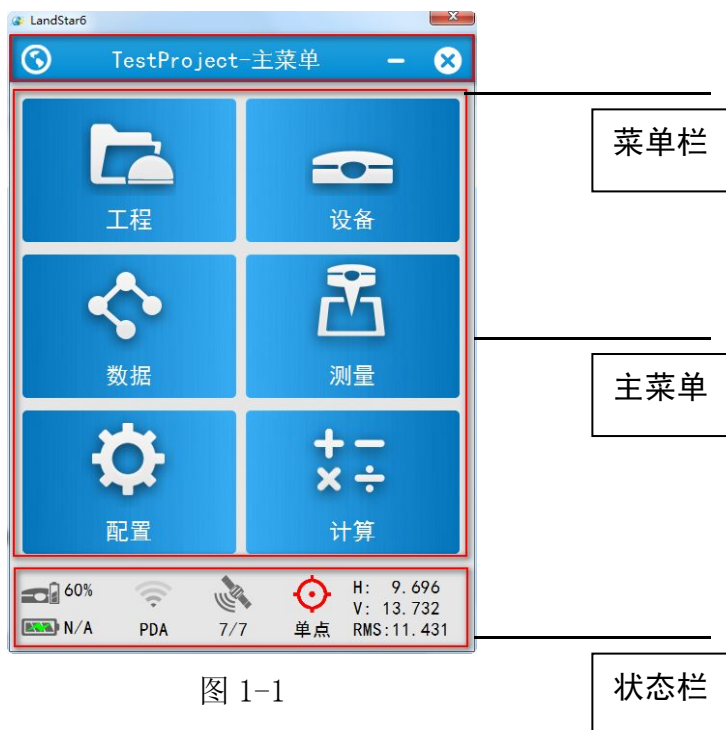 LandStar6
TestProject-主菜单
菜单栏
工程
设备
数据
测量
主菜单
配置
计算
60%
N/A
PDA
7/7
单点
H: 9.696
V: 13.732
RMS:11.431
状态栏
图 1-1